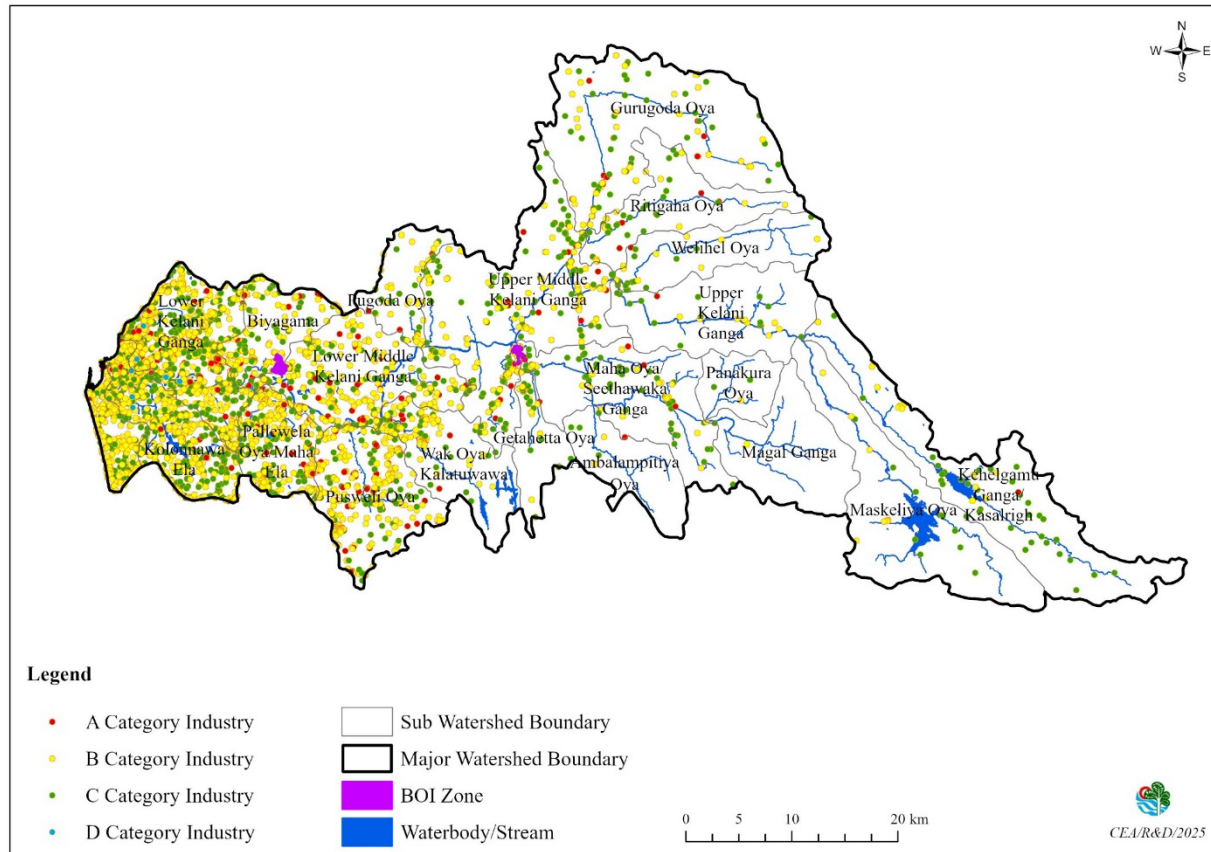 N
W E
S
Gurugoda Oya
Ritigaha Oya
Welihel Oya
Upper Middle
Kelani Ganga
Pugoda Oya
Upper
Kelani
Ganga
Lower
Kelani
Ganga
Biyagama
Lower Middle
Kelani Ganga
Maha Oya/
Seethawaka
Ganga
Panakura
Oya
Kolonnawa
Ela
Pallewela
Oya Maha
Ela
Getahetta Oya
Wak Oya/
Kalatuwawa
Magal Ganga
Ambalampitiya
Oya
Pusweli Oya
Kehelgamu
Ganga/
Kasalrigh
Maskeliya Oya
Legend
A Category Industry
B Category Industry
C Category Industry
D Category Industry
Sub Watershed Boundary
Major Watershed Boundary
BOI Zone
Waterbody/Stream
0 5 10 20 km
CEA/R&D/2025